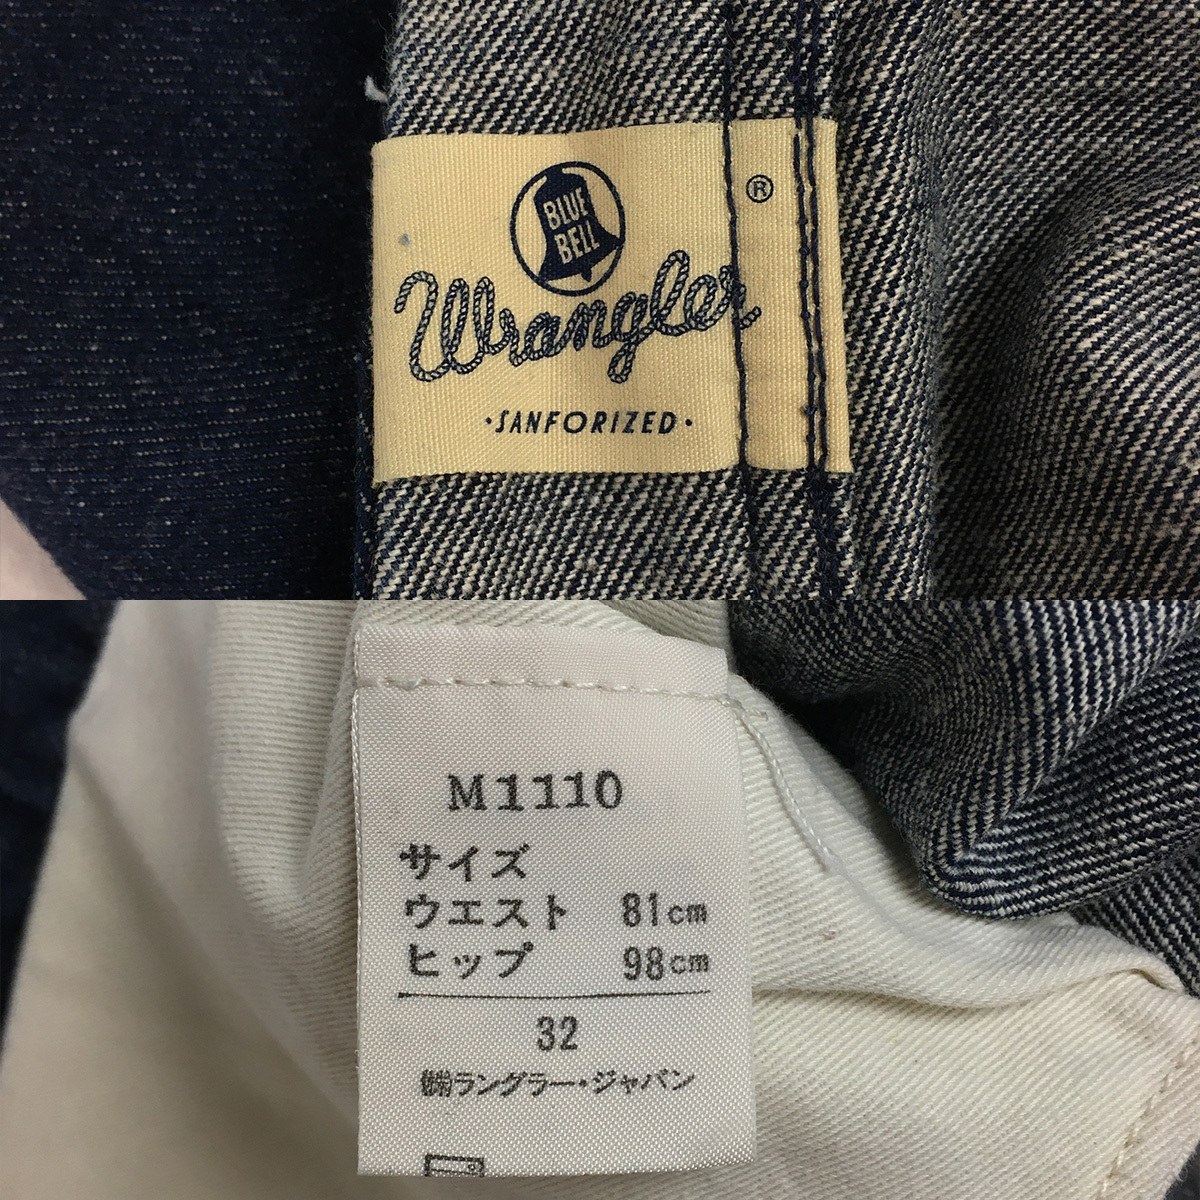 BLUE
BELL
®
Wrangler
·SANFORIZED·
M1110
サイズ
ウエスト 81cm
ヒップ 98cm
32
㈱ラングラー・ジャパン